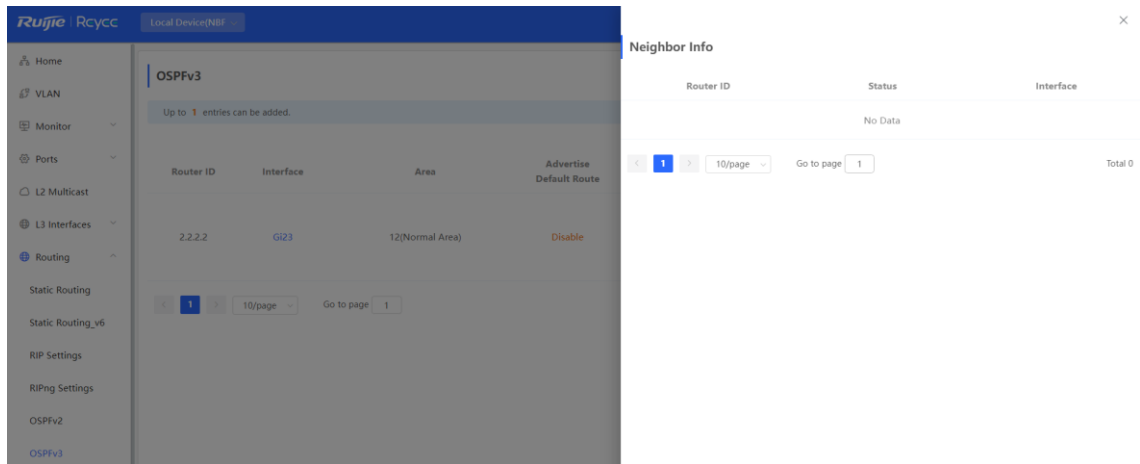 Ruijie Rcycc
Local Device(NBF
Home
VLAN
Monitor
Ports
L2 Multicast
L3 Interfaces
Routing
Static Routing
Static Routing_v6
RIP Settings
RIPng Settings
OSPFv2
OSPFv3
OSPFv3
Up to 1 entries can be added.
Router ID Interface Area Advertise Default Route
2.2.2.2 Gi23 12(Normal Area) Disable
1 10/page Go to page 1
Neighbor Info
Router ID Status Interface
No Data
1 10/page Go to page 1 Total 0